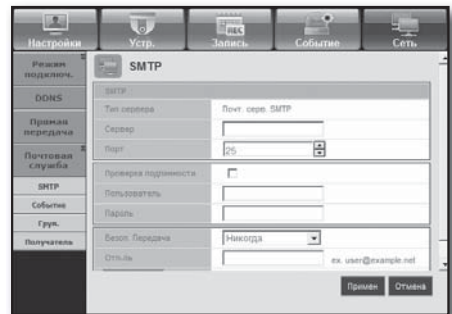 Настройки
Устр.
Запись
Событие
Сеть
Режим
подключ.
DDNS
Прямая
передача
Почтовая
служба
SMTP
Событие
Груп.
Получатель
SMTP
SMTP
Тип сервера
Почт. серв. SMTP
Сервер
Порт
25
Проверка подлинности
Пользователь
Пароль
Безоп. Передача
Никогда
ex. user@example.net
Примен
Отмена